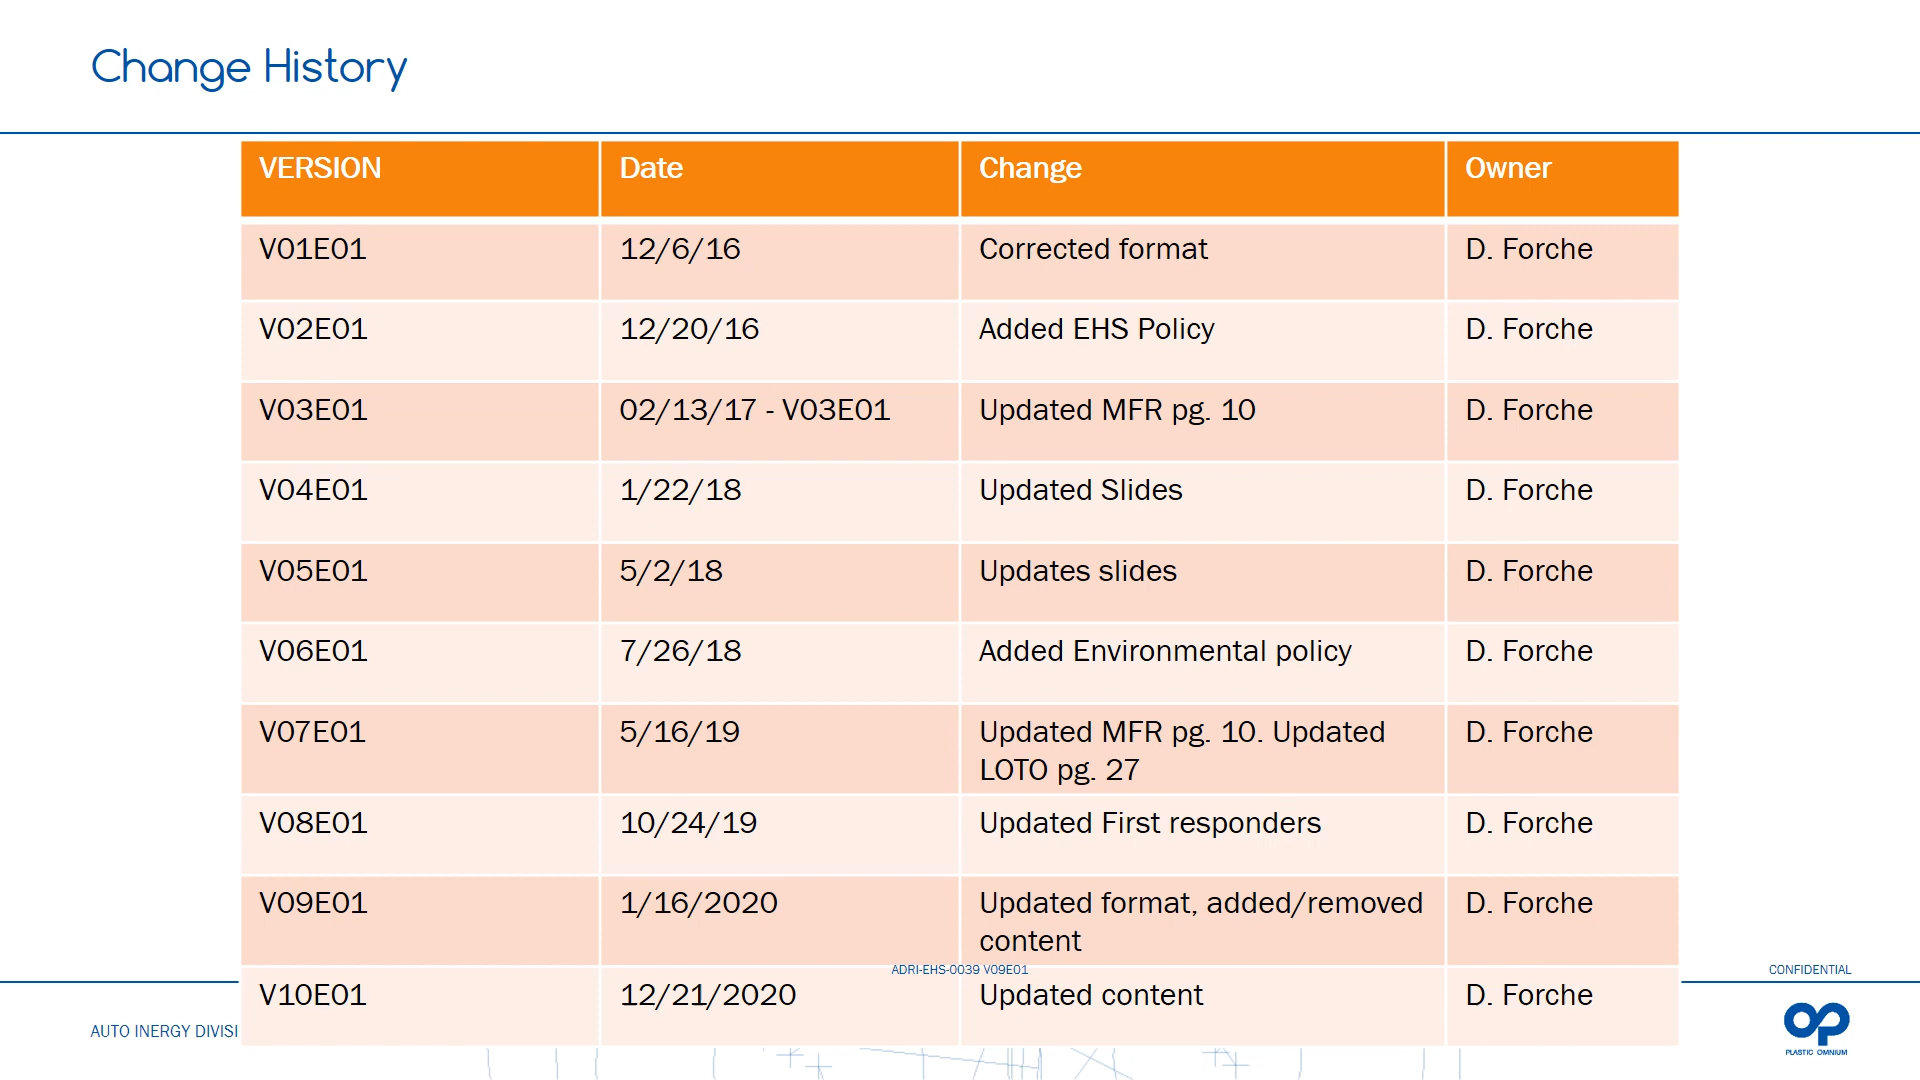 Change History
VERSION Date Change Owner
V01E01 12/6/16 Corrected format D. Forche
V02E01 12/20/16 Added EHS Policy D. Forche
V03E01 02/13/17 - V03E01 Updated MFR pg. 10 D. Forche
V04E01 1/22/18 Updated Slides D. Forche
V05E01 5/2/18 Updates slides D. Forche
V06E01 7/26/18 Added Environmental policy D. Forche
V07E01 5/16/19 Updated MFR pg. 10. Updated D. Forche
LOTO pg. 27
V08E01 10/24/19 Updated First responders D. Forche
V09E01 1/16/2020 Updated format, added/removed D. Forche
content
ADRI-EHS-0039 V09E01 CONFIDENTIAL
V10E01 12/21/2020 Updated content D. Forche
AUTO INERGY DIVISI
PLASTIC OMNIUM